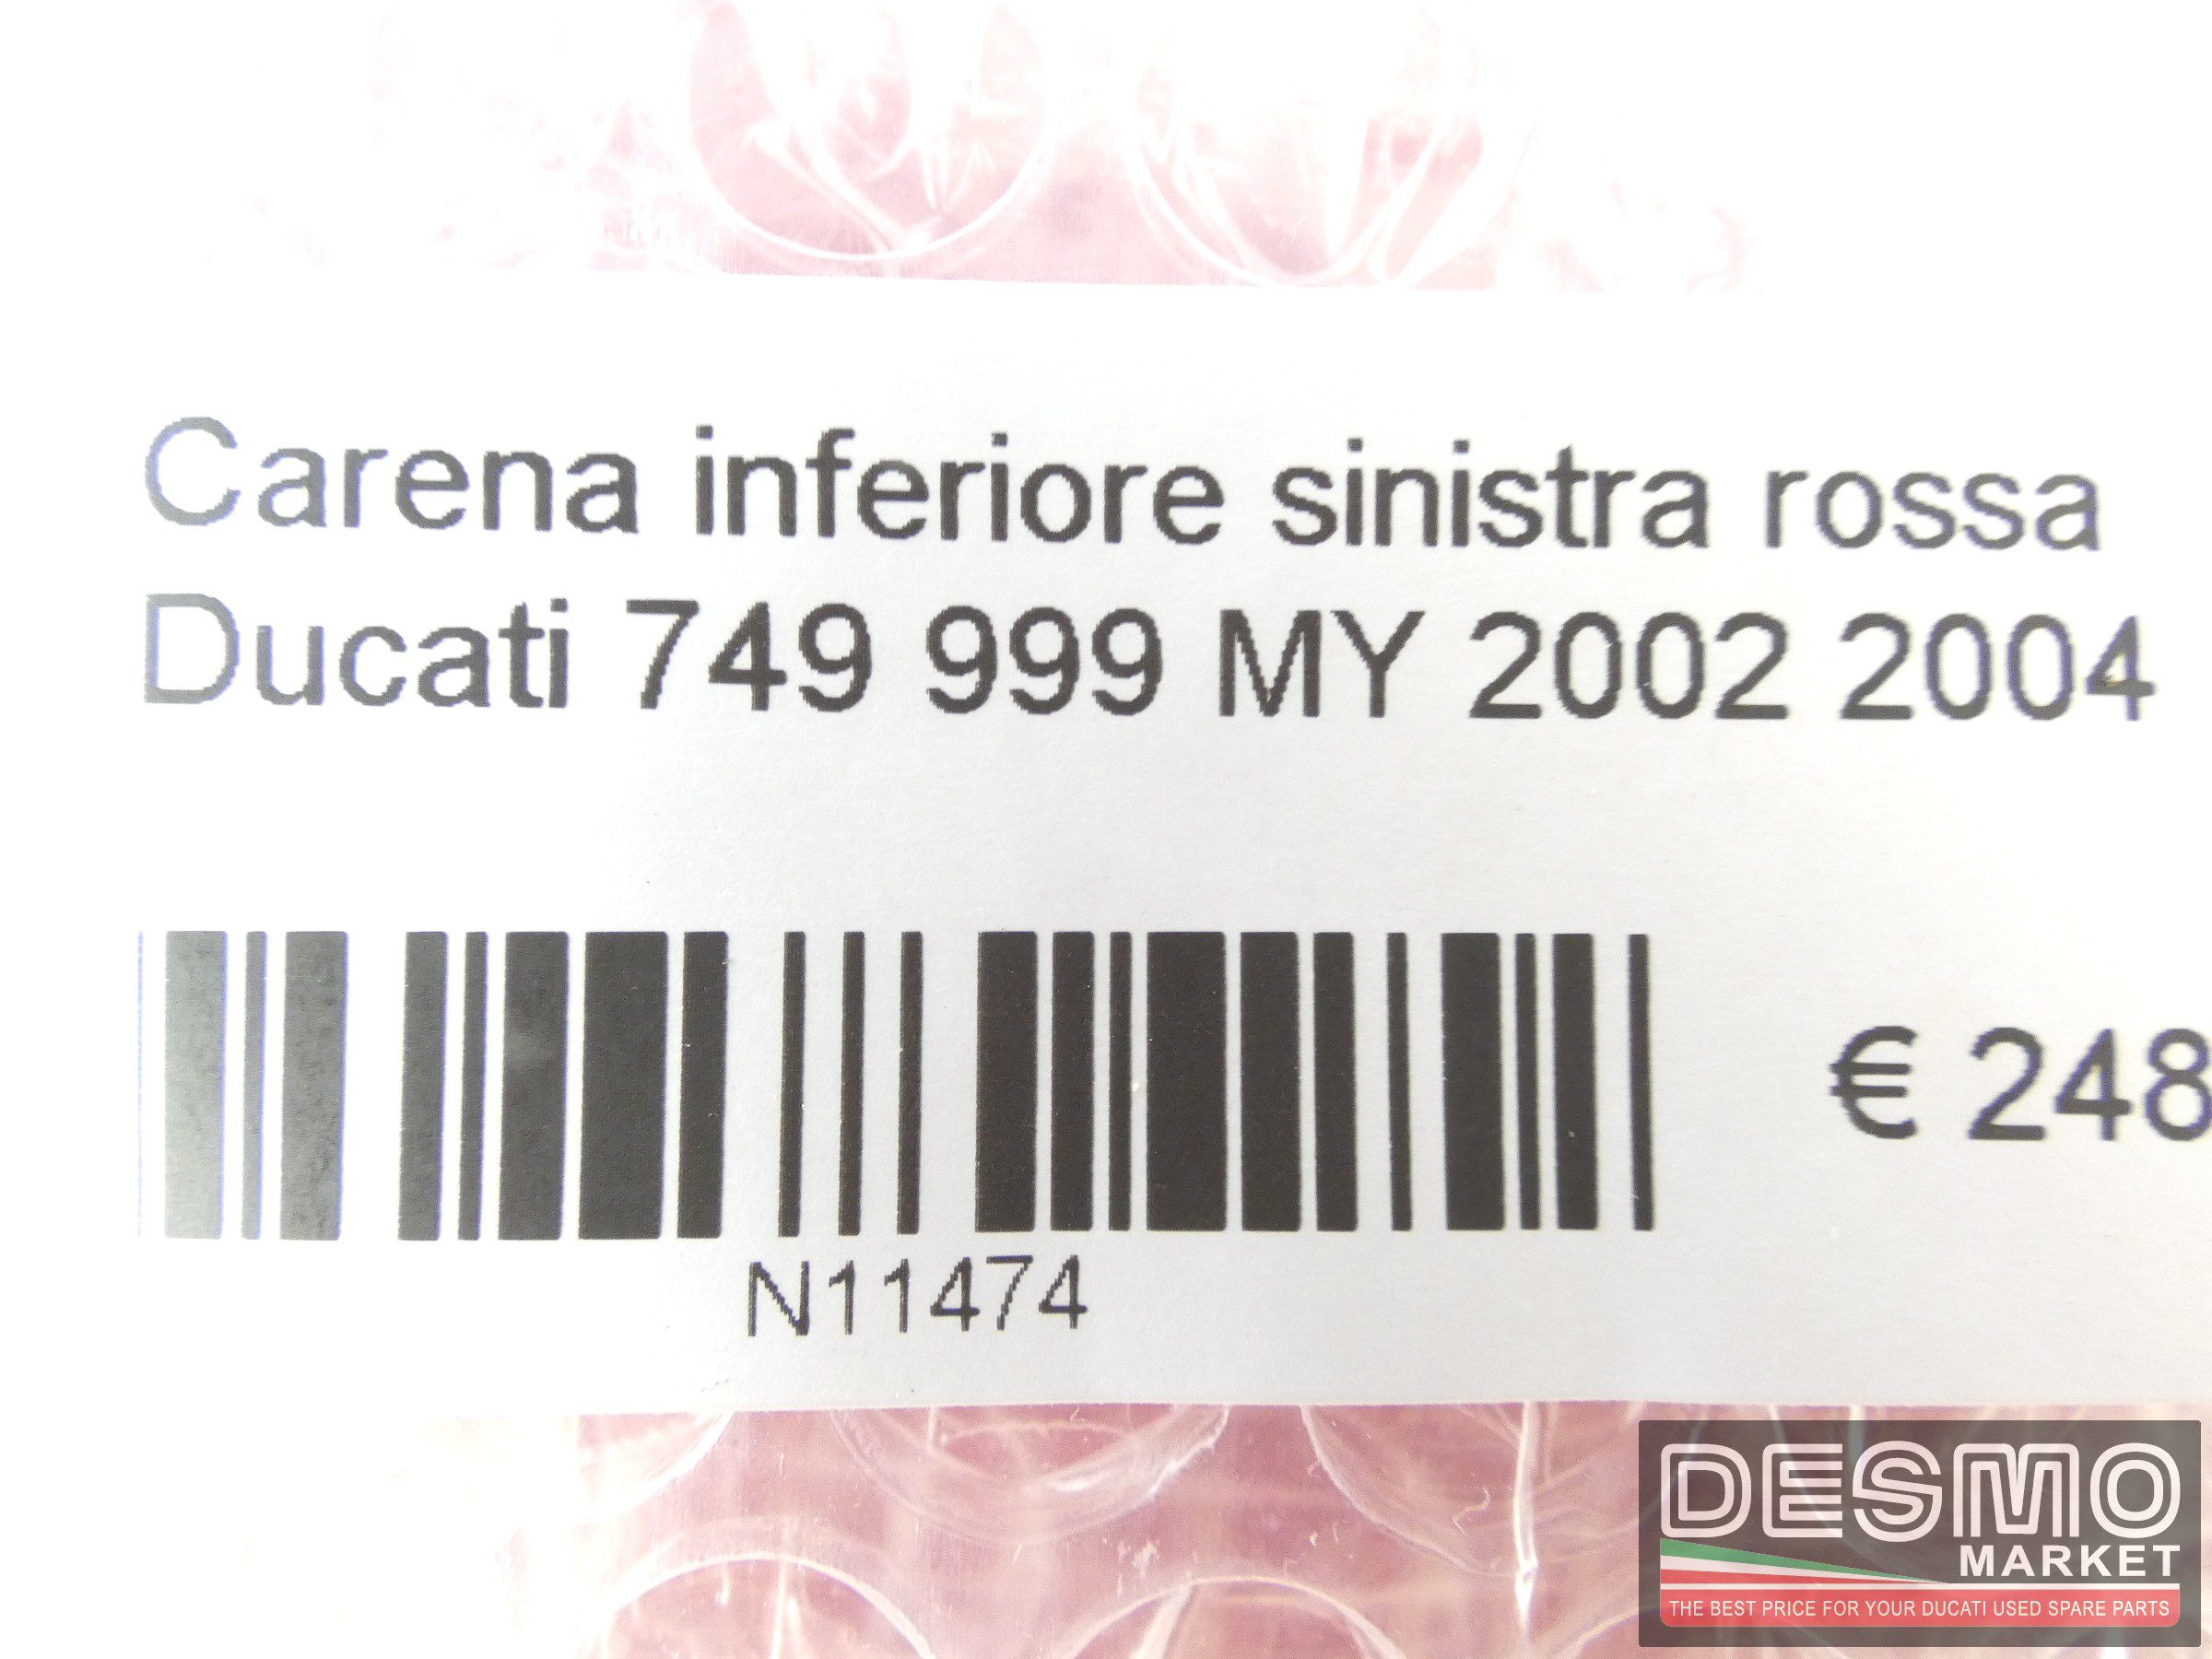 Carena inferiore sinistra rossa
Ducati 749 999 MY 2002 2004
€ 248
N11474
DESMO
MARKET
THE BEST PRICE FOR YOUR DUCATI USED SPARE PARTS